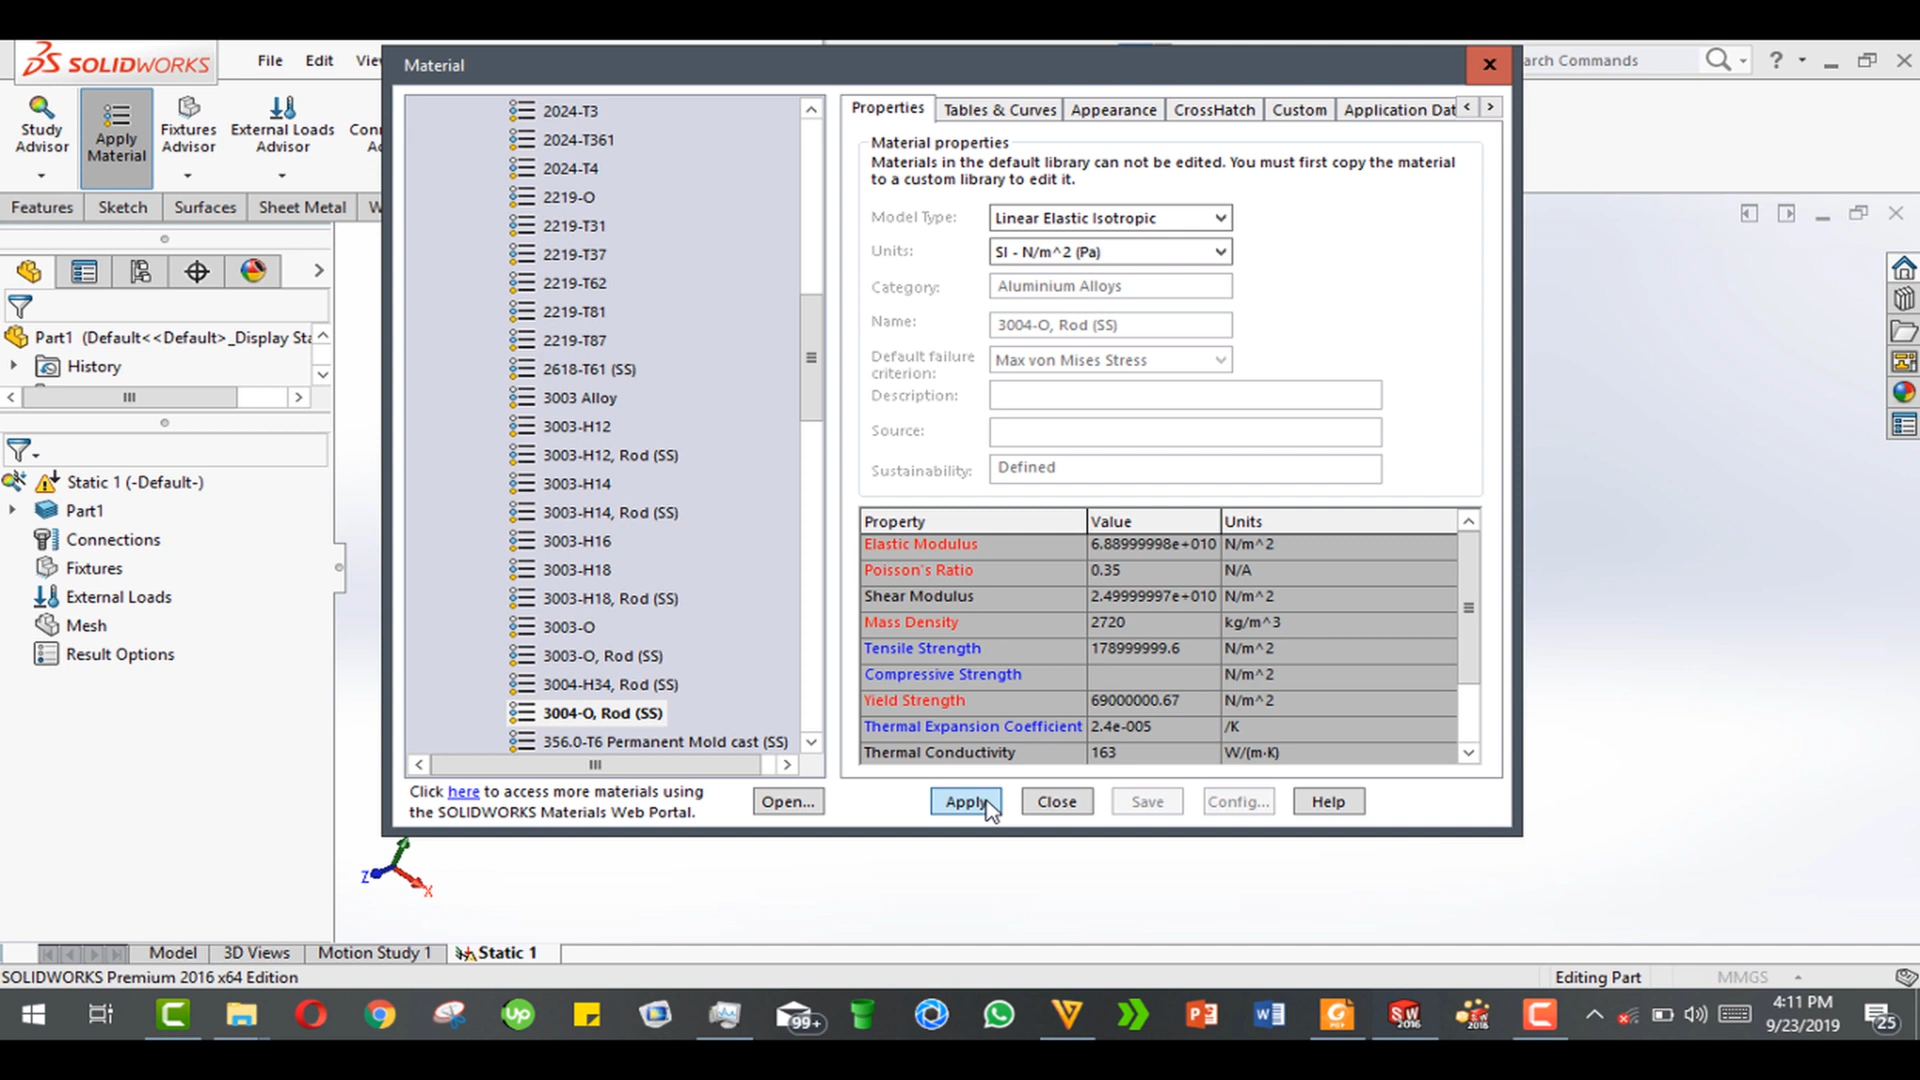 SOLIDWORKS
File
Edit
Material
arch Commands
Study Advisor
Apply Material
Fixtures Advisor
External Loads Advisor
Features
Sketch
Surfaces
Sheet Metal
Part1 (Default<<Default>_Display Sta
History
Static 1 (-Default-)
Part1
Connections
Fixtures
External Loads
Mesh
Result Options
2024-T3
2024-T361
2024-T4
2219-O
2219-T31
2219-T37
2219-T62
2219-T81
2219-T87
2618-T61 (SS)
3003 Alloy
3003-H12
3003-H12, Rod (SS)
3003-H14
3003-H14, Rod (SS)
3003-H16
3003-H18
3003-H18, Rod (SS)
3003-O
3003-O, Rod (SS)
3004-H34, Rod (SS)
3004-O, Rod (SS)
356.0-T6 Permanent Mold cast (SS)
Click here to access more materials using
the SOLIDWORKS Materials Web Portal.
Open...
Properties
Tables & Curves
Appearance
CrossHatch
Custom
Application Dat
Material properties
Materials in the default library can not be edited. You must first copy the material
to a custom library to edit it.
Model Type: Linear Elastic Isotropic
Units: SI - N/m^2 (Pa)
Category: Aluminium Alloys
Name: 3004-O, Rod (SS)
Default failure criterion: Max von Mises Stress
Description:
Source:
Sustainability: Defined
Property Value Units
Elastic Modulus 6.88999998e+010 N/m^2
Poisson's Ratio 0.35 N/A
Shear Modulus 2.49999997e+010 N/m^2
Mass Density 2720 kg/m^3
Tensile Strength 178999999.6 N/m^2
Compressive Strength N/m^2
Yield Strength 69000000.67 N/m^2
Thermal Expansion Coefficient 2.4e-005 /K
Thermal Conductivity 163 W/(m·K)
Apply
Close
Save
Config...
Help
Z
X
Model
3D Views
Motion Study 1
Static 1
SOLIDWORKS Premium 2016 x64 Edition
Editing Part
MMGS
Up
99+
2016
2016
4:11 PM
9/23/2019
25